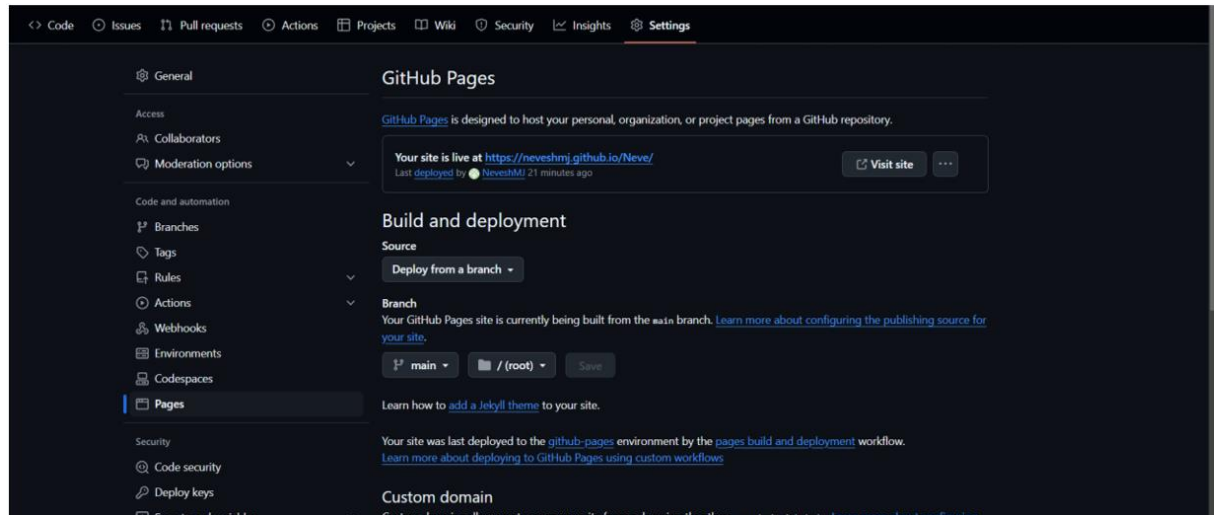 Code Issues Pull requests Actions Projects Wiki Security Insights Settings
General
Access
Collaborators
Moderation options
Code and automation
Branches
Tags
Rules
Actions
Webhooks
Environments
Codespaces
Pages
Security
Code security
Deploy keys
GitHub Pages
GitHub Pages is designed to host your personal, organization, or project pages from a GitHub repository.
Your site is live at https://neveshmj.github.io/Neve/
Last deployed by NeveshMJ 21 minutes ago
Visit site
Build and deployment
Source
Deploy from a branch
Branch
Your GitHub Pages site is currently being built from the main branch. Learn more about configuring the publishing source for
your site.
main / (root) Save
Learn how to add a Jekyll theme to your site.
Your site was last deployed to the github-pages environment by the pages build and deployment workflow.
Learn more about deploying to GitHub Pages using custom workflows
Custom domain